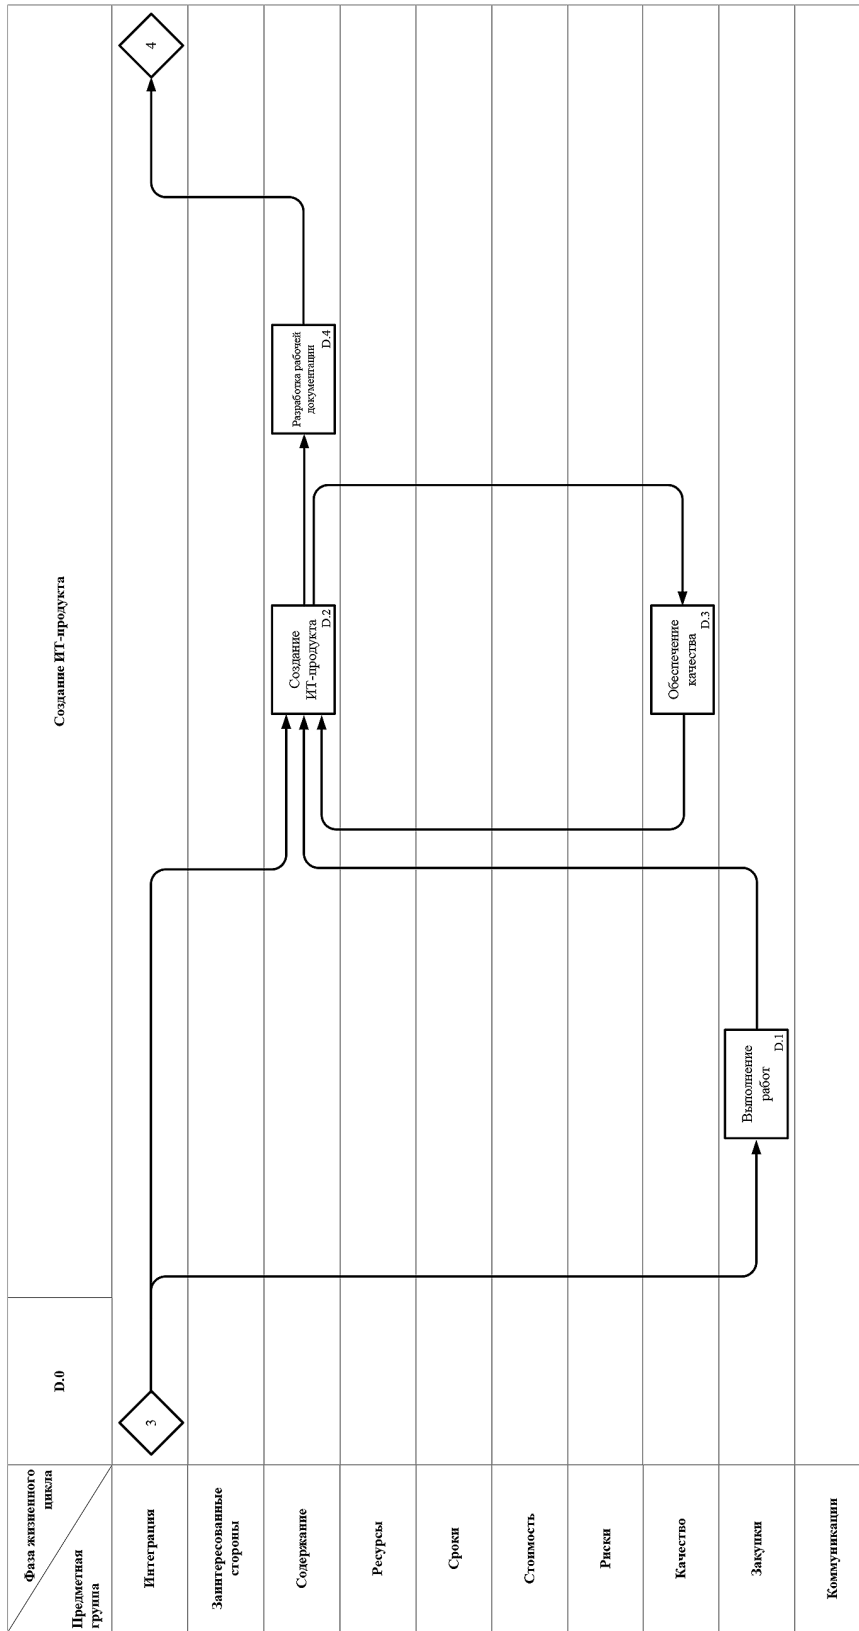 Фаза жизненного
цикла
Предметная
группа
D.0
Создание ИТ-продукта
Интеграция
3
4
Заинтересованные
стороны
Содержание
Создание
ИТ-продукта
D.2
Разработка рабочей
документации
D.4
Ресурсы
Сроки
Стоимость
Риски
Качество
Обеспечение
качества
D.3
Закупки
Выполнение
работ
D.1
Коммуникации